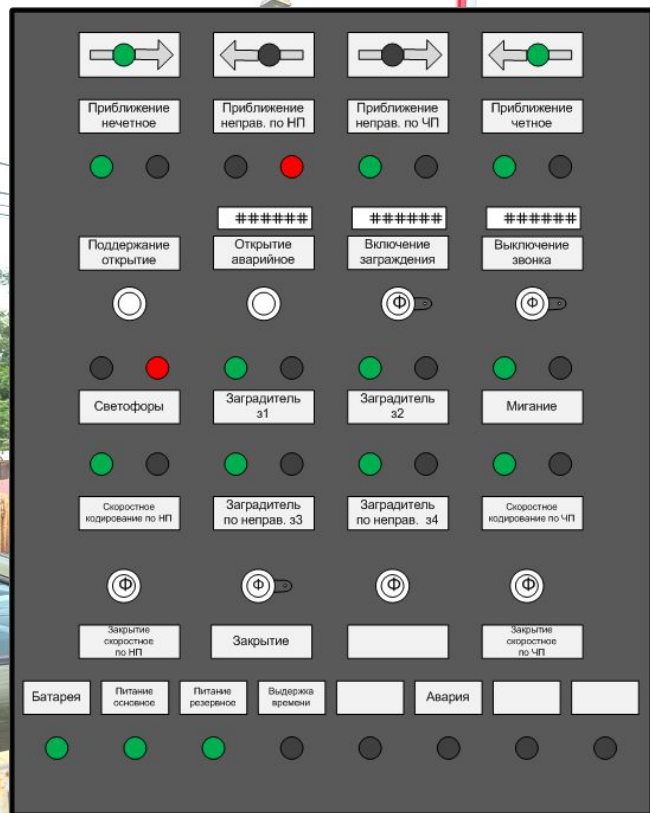 Приближение
нечетное
Приближение
неправ. по НП
Приближение
неправ. по ЧП
Приближение
четное
######
######
######
Поддержание
открытие
Открытие
аварийное
Включение
заграждения
Выключение
звонка
Ф
Ф
Светофоры
Заградитель
з1
Заградитель
з2
Мигание
Скоростное
кодирование по НП
Заградитель
по неправ. з3
Заградитель
по неправ. з4
Скоростное
кодирование по ЧП
Ф
Ф
Ф
Ф
Закрытие
скоростное
по НП
Закрытие
Закрытие
скоростное
по ЧП
Батарея
Питание
основное
Питание
резервное
Выдержка
времени
Авария